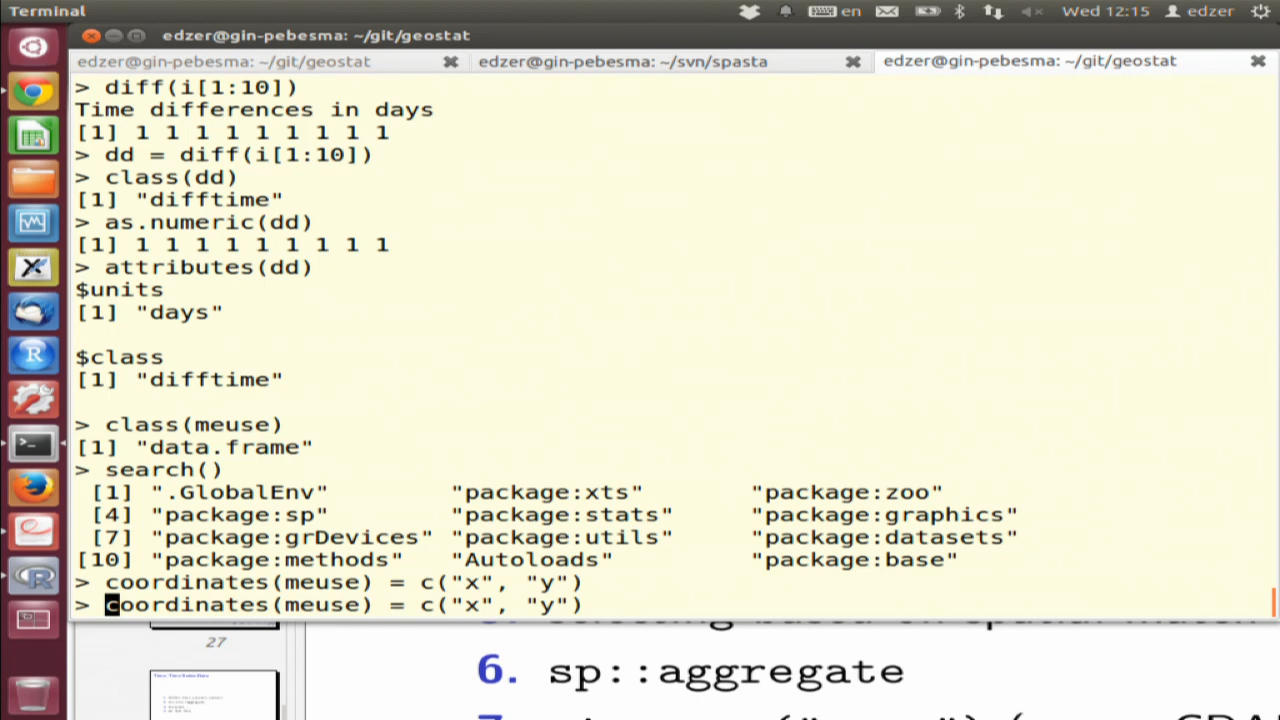 Terminal
en
Wed 12:15
edzer
edzer@gin-pebesma: ~/git/geostat
edzer@gin-pebesma: ~/git/geostat
edzer@gin-pebesma: ~/svn/spasta
edzer@gin-pebesma: ~/git/geostat
> diff(i[1:10])
Time differences in days
[1] 1 1 1 1 1 1 1 1 1
> dd = diff(i[1:10])
> class(dd)
[1] "difftime"
> as.numeric(dd)
[1] 1 1 1 1 1 1 1 1 1
> attributes(dd)
$units
[1] "days"
$class
[1] "difftime"
> class(meuse)
[1] "data.frame"
> search()
[1] ".GlobalEnv" "package:xts" "package:zoo"
[4] "package:sp" "package:stats" "package:graphics"
[7] "package:grDevices" "package:utils" "package:datasets"
[10] "package:methods" "Autoloads" "package:base"
> coordinates(meuse) = c("x", "y")
> coordinates(meuse) = c("x", "y")
27
6. sp::aggregate